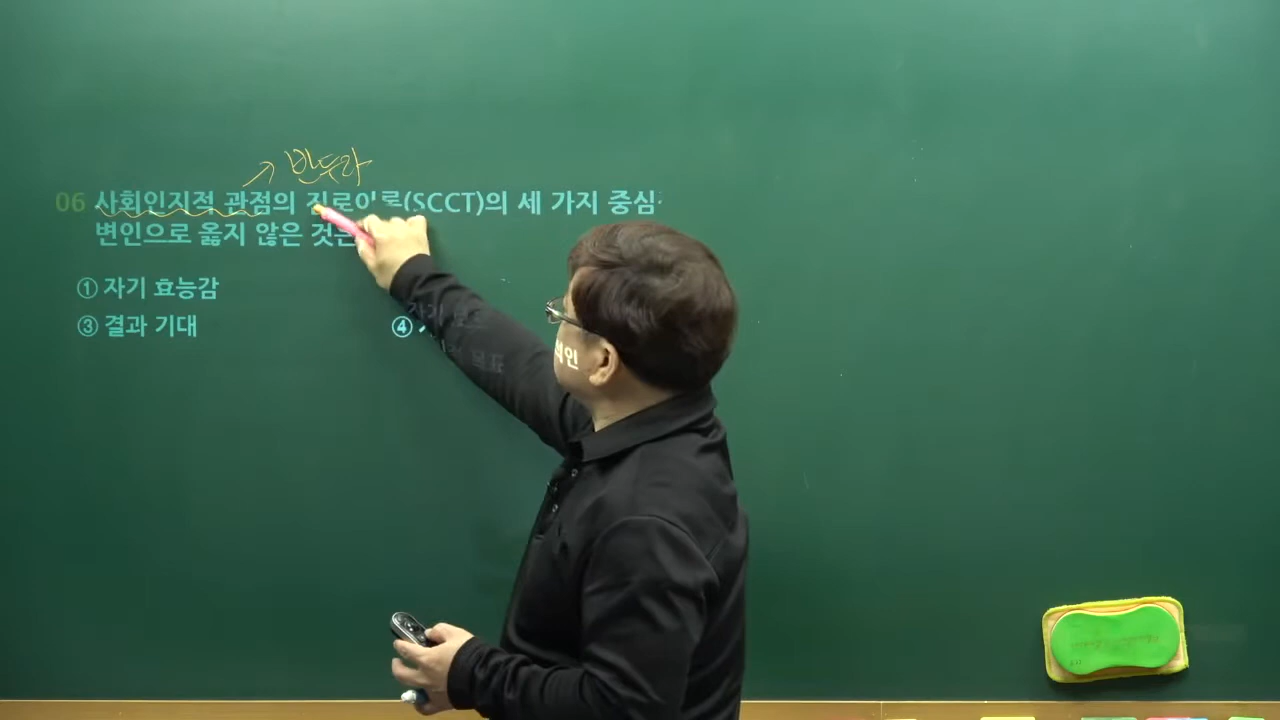 반두라
06 사회인지적 관점의 진로이론(SCCT)의 세 가지 중심
변인으로 옳지 않은 것은
① 자기 효능감
③ 결과 기대
④